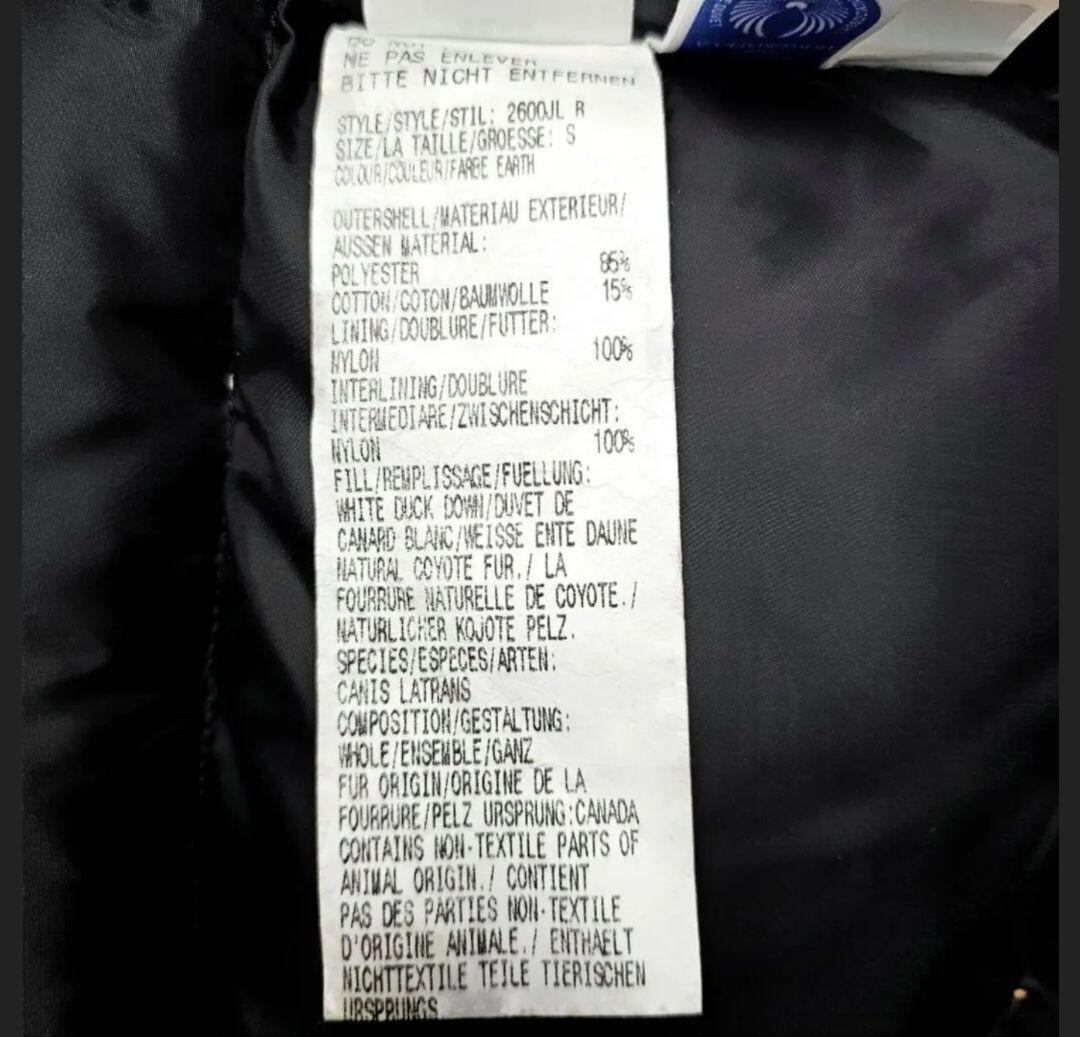 DO NOT
NE PAS ENLEVER
BITTE NICHT ENTFERNEN
STYLE/STYLE/STIL: 2600JL R
SIZE/LA TAILLE/GROESSE: S
COLOUR/COULEUR/FARBE EARTH
OUTERSHELL/MATERIAU EXTERIEUR/
AUSSEN MATERIAL:
POLYESTER 85%
COTTON/COTON/BAUMWOLLE 15%
LINING/DOUBLURE/FUTTER:
NYLON 100%
INTERLINING/DOUBLURE
INTERMEDIARE/ZWISCHENSCHICHT:
NYLON 100%
FILL/REMPLISSAGE/FUELLUNG:
WHITE DUCK DOWN/DUVET DE
CANARD BLANC/WEISSE ENTE DAUNE
NATURAL COYOTE FUR./ LA
FOURRURE NATURELLE DE COYOTE./
NATURLICHER KOJOTE PELZ.
SPECIES/ESPECES/ARTEN:
CANIS LATRANS
COMPOSITION/GESTALTUNG:
WHOLE/ENSEMBLE/GANZ
FUR ORIGIN/ORIGINE DE LA
FOURRURE/PELZ URSPRUNG:CANADA
CONTAINS NON-TEXTILE PARTS OF
ANIMAL ORIGIN./ CONTIENT
PAS DES PARTIES NON-TEXTILE
D'ORIGINE ANIMALE./ ENTHAELT
NICHTTEXTILE TEILE TIERISCHEN
URSPRUNGS